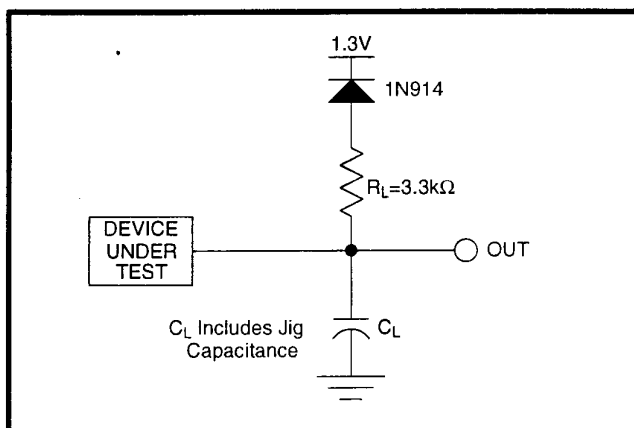 1.3V
1N914
RL=3.3kΩ
DEVICE
UNDER
TEST
OUT
CL Includes Jig
Capacitance
CL